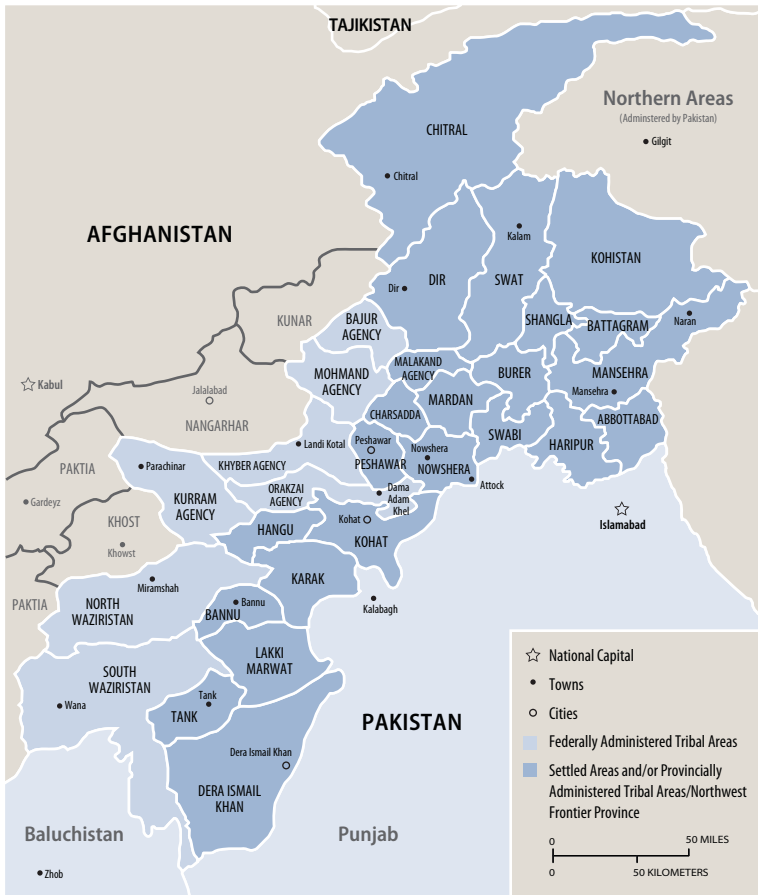 TAJIKISTAN
Northern Areas
(Adminstered by Pakistan)
Gilgit
CHITRAL
Chitral
AFGHANISTAN
Kalam
KOHISTAN
DIR
SWAT
Dir
KUNAR
BAJUR
AGENCY
SHANGLA
BATTAGRAM
Naran
MALAKAND
AGENCY
BURER
MANSEHRA
Mansehra
MOHMAND
AGENCY
Kabul
Jalalabad
NANGARHAR
CHARSADDA
MARDAN
ABBOTTABAD
SWABI
HARIPUR
Landi Kotal
Peshawar
PESHAWAR
Nowshera
NOWSHERA
Attock
PAKTIA
Parachinar
KHYBER AGENCY
Gardeyz
KURRAM
AGENCY
ORAKZAI
AGENCY
Dama
Adam
Khel
Islamabad
KHOST
Khowst
HANGU
Kohat
KOHAT
PAKTIA
Miramshah
NORTH
WAZIRISTAN
KARAK
Bannu
BANNU
Kalabagh
LAKKI
MARWAT
SOUTH
WAZIRISTAN
Wana
Tank
TANK
PAKISTAN
Dera Ismail Khan
DERA ISMAIL
KHAN
Baluchistan
Punjab
Zhob
National Capital
Towns
Cities
Federally Administered Tribal Areas
Settled Areas and/or Provincially
Administered Tribal Areas/Northwest
Frontier Province
0 50 MILES
0 50 KILOMETERS